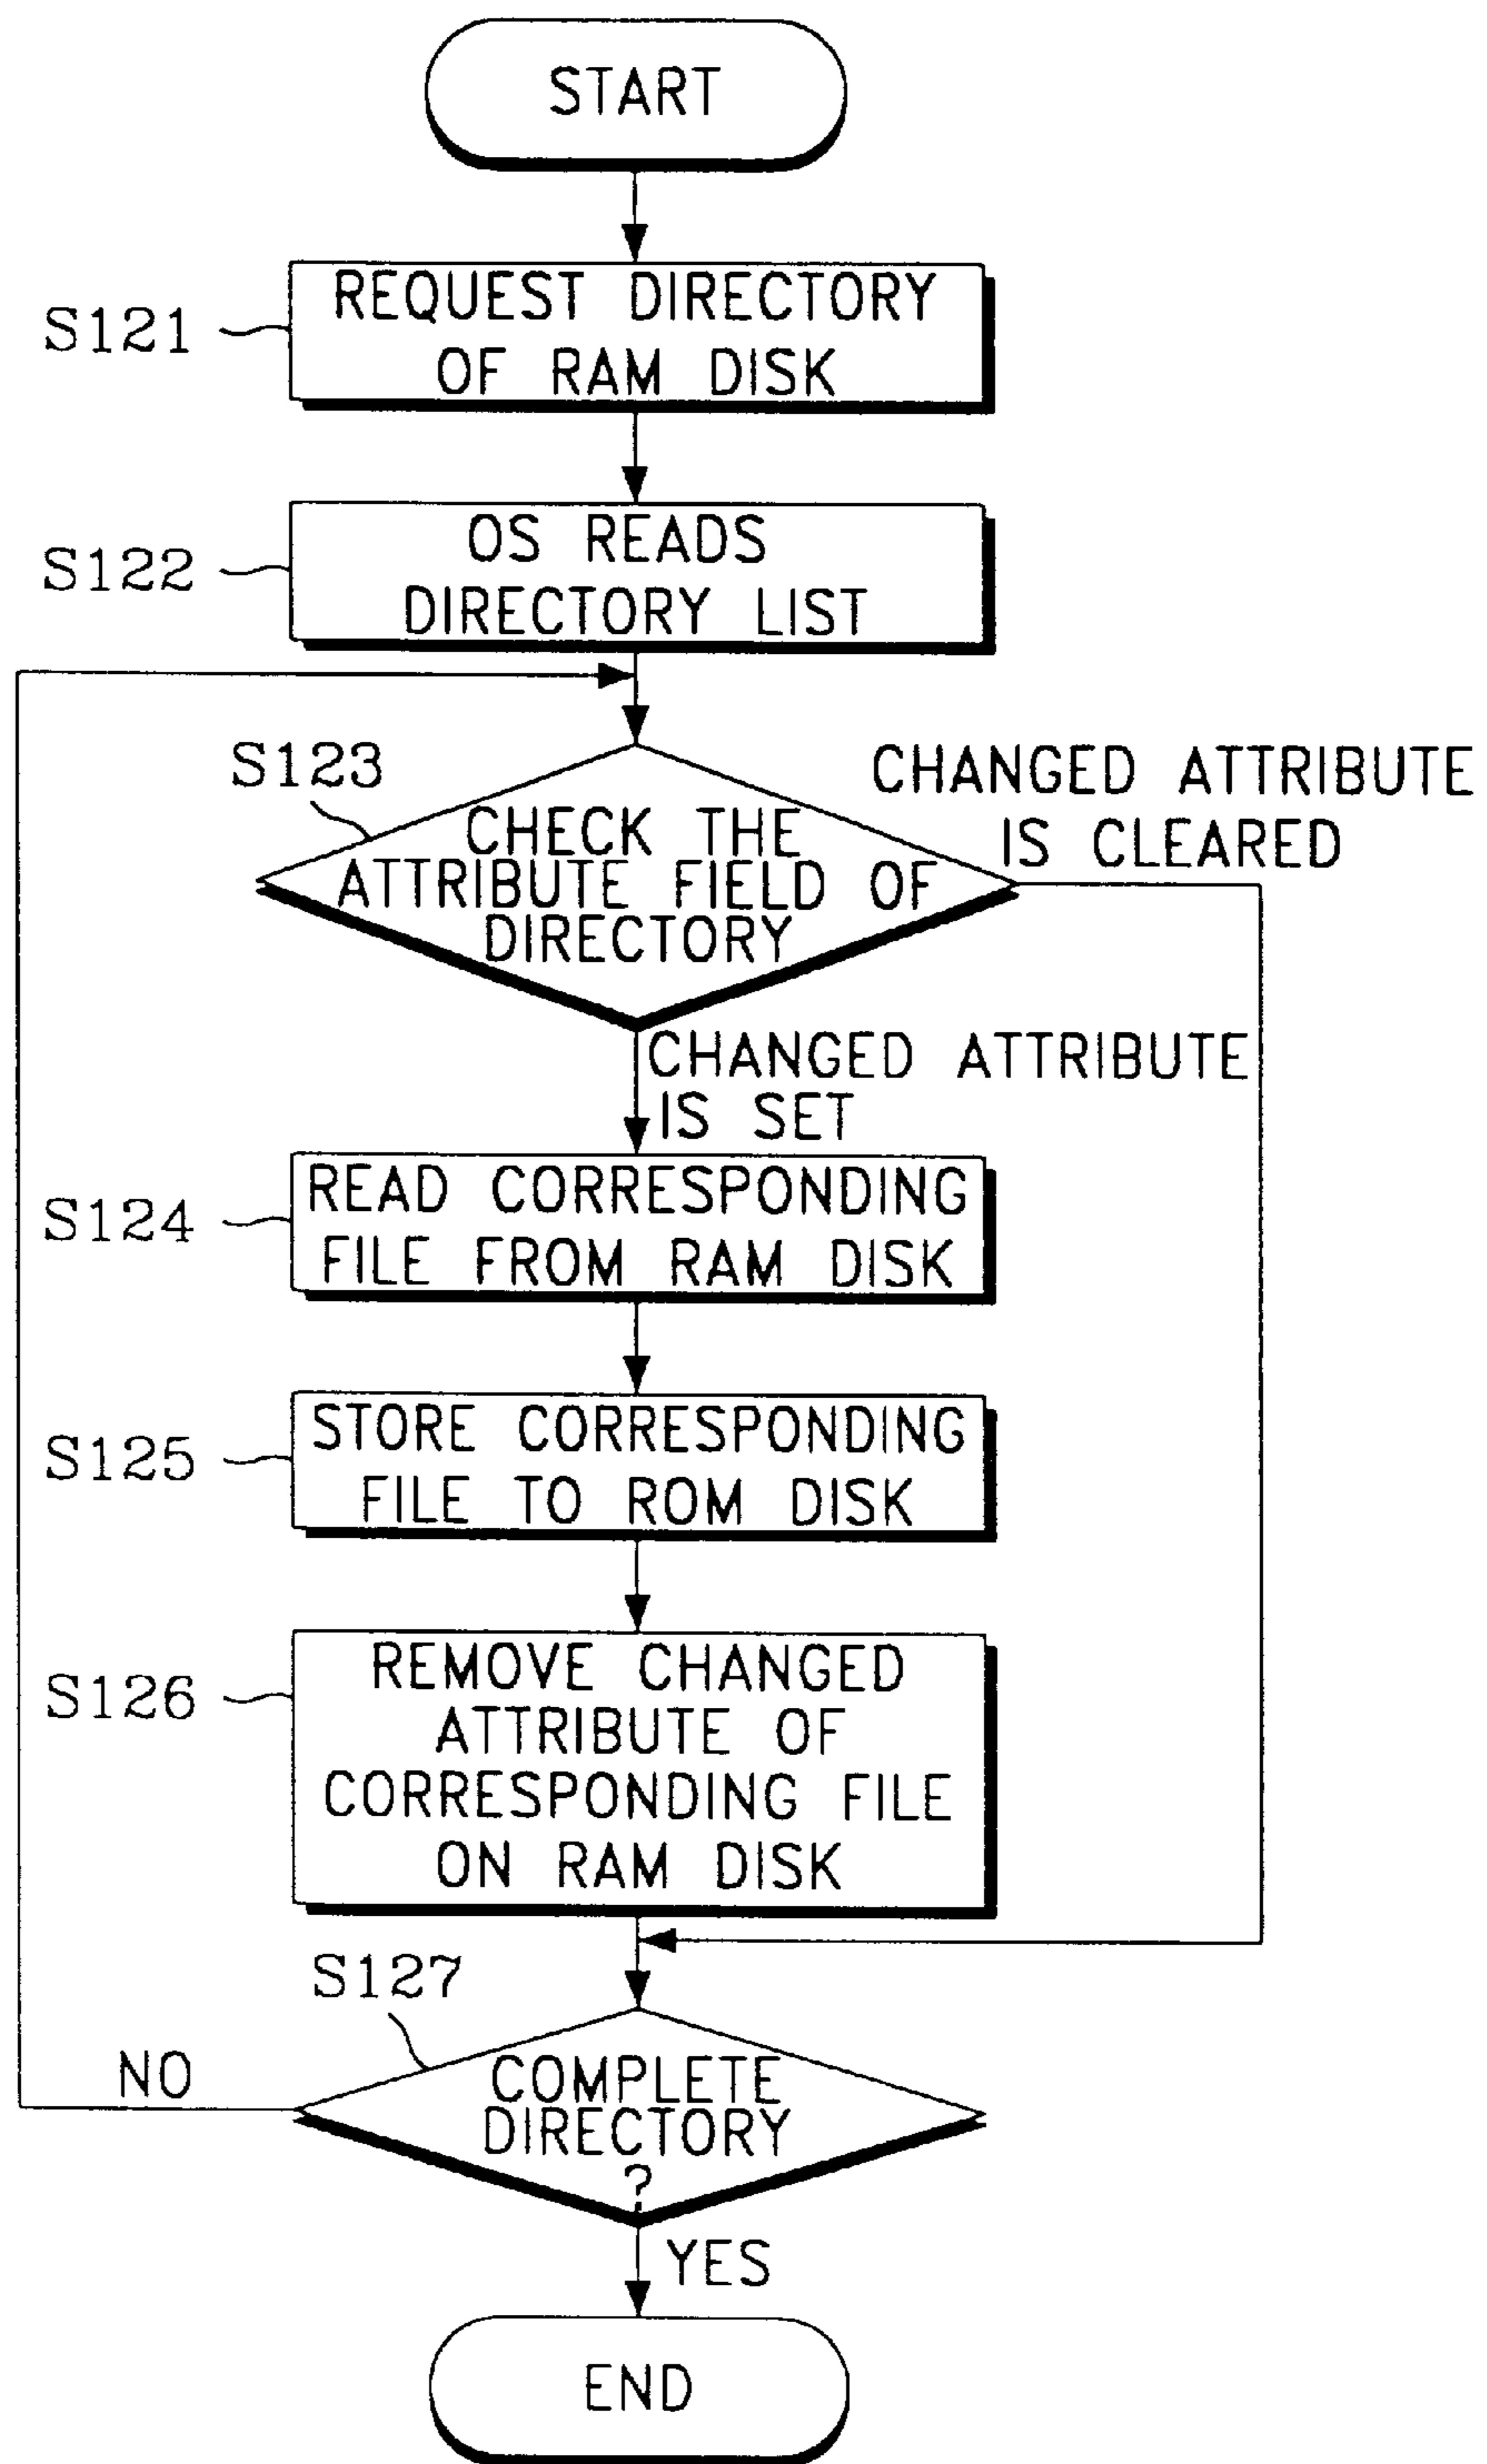 START
S121
REQUEST DIRECTORY
OF RAM DISK
S122
OS READS
DIRECTORY LIST
S123
CHECK THE
ATTRIBUTE FIELD OF
DIRECTORY
CHANGED ATTRIBUTE
IS CLEARED
CHANGED ATTRIBUTE
IS SET
S124
READ CORRESPONDING
FILE FROM RAM DISK
S125
STORE CORRESPONDING
FILE TO ROM DISK
S126
REMOVE CHANGED
ATTRIBUTE OF
CORRESPONDING FILE
ON RAM DISK
S127
NO
COMPLETE
DIRECTORY
?
YES
END